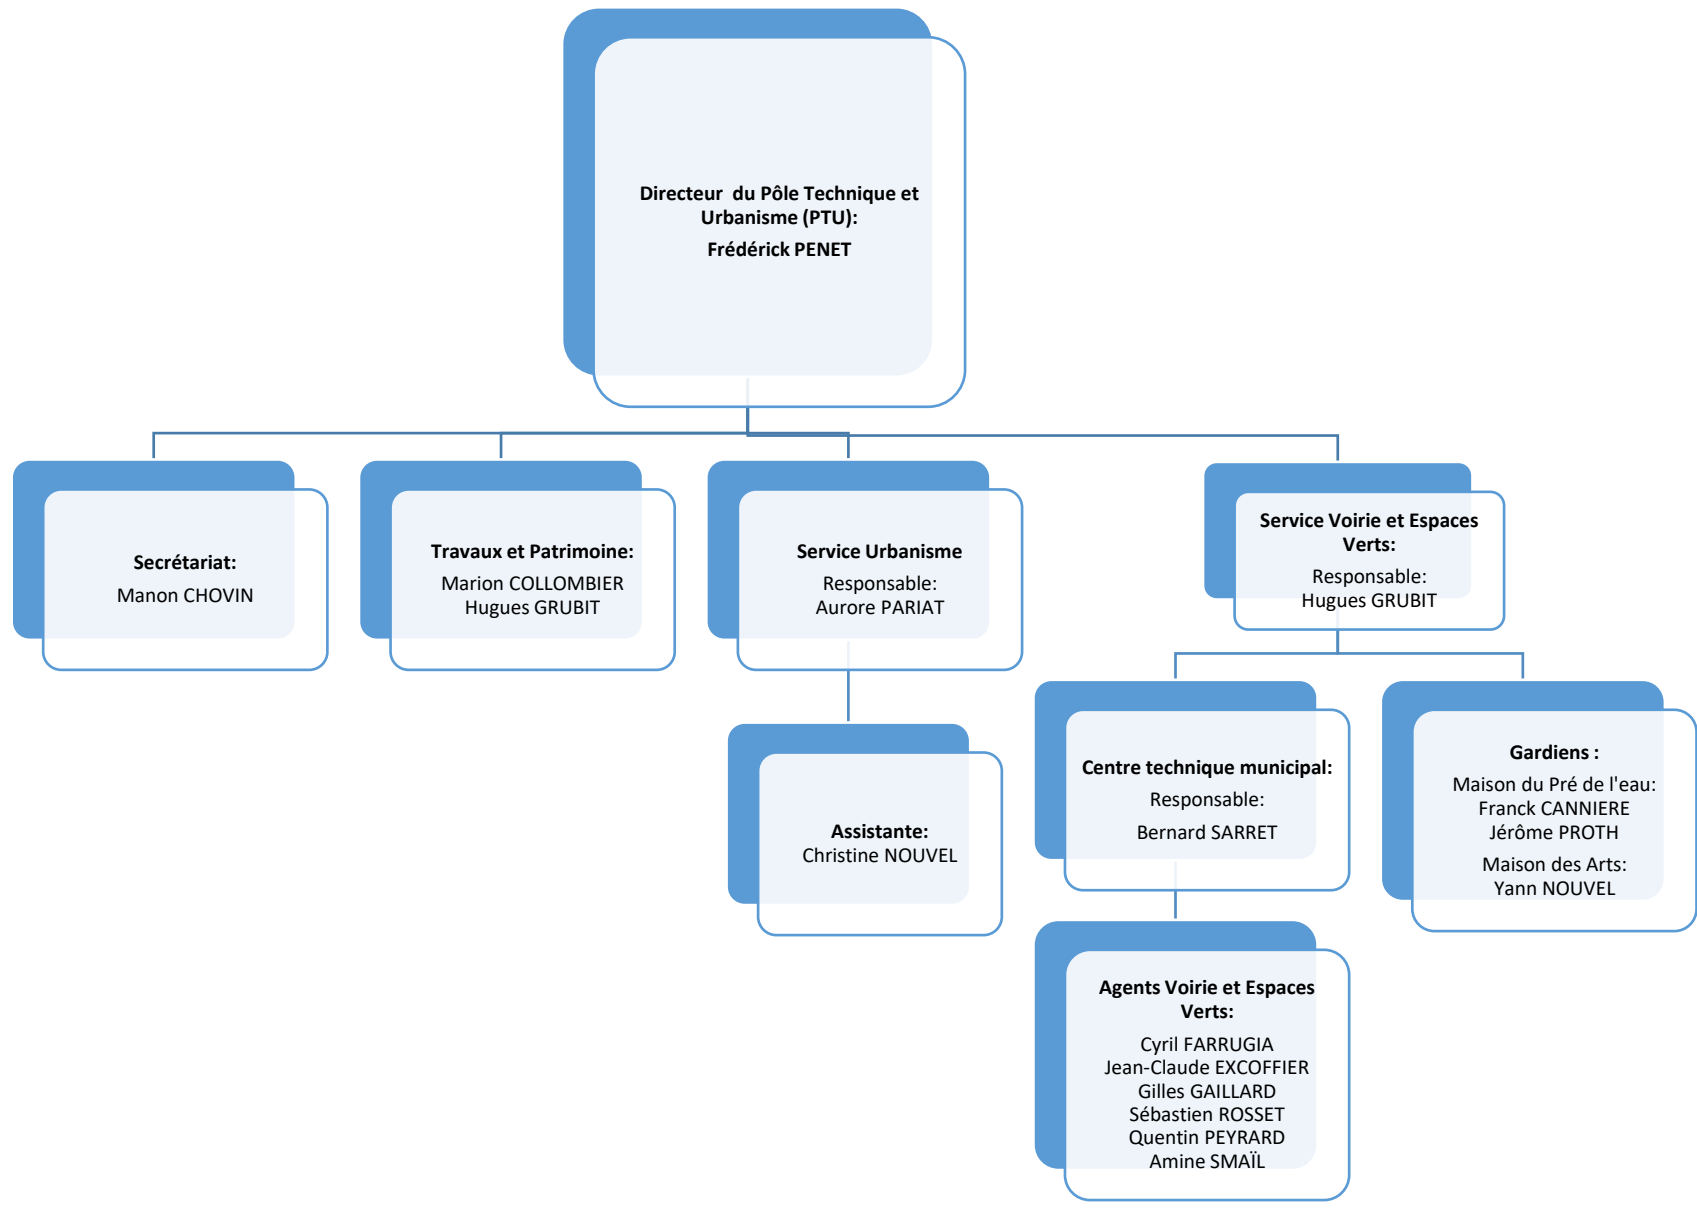 Directeur  du Pôle Technique et
Urbanisme (PTU):
Frédérick PENET
Secrétariat:
Manon CHOVIN
Travaux et Patrimoine:
Marion COLLOMBIER
Hugues GRUBIT
Service Urbanisme
Responsable:
Aurore PARIAT
Service Voirie et Espaces
Verts:
Responsable:
Hugues GRUBIT
Assistante:
Christine NOUVEL
Centre technique municipal:
Responsable:
Bernard SARRET
Gardiens :
Maison du Pré de l'eau:
Franck CANNIERE
Jérôme PROTH
Maison des Arts:
Yann NOUVEL
Agents Voirie et Espaces
Verts:
Cyril FARRUGIA
Jean-Claude EXCOFFIER
Gilles GAILLARD
Sébastien ROSSET
Quentin PEYRARD
Amine SMAÏL